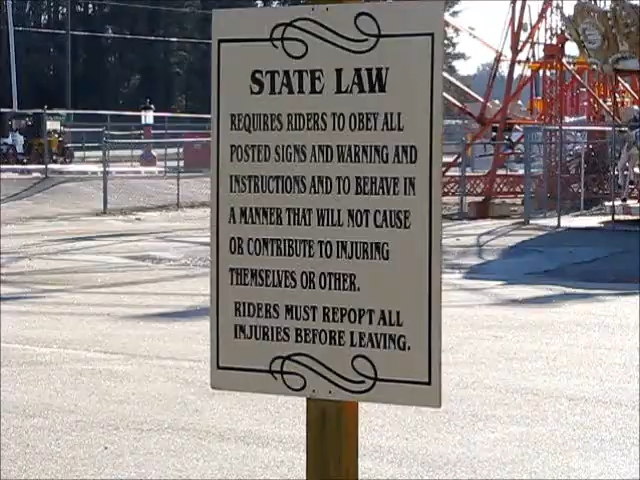 STATE LAW
REQUIRES RIDERS TO OBEY ALL
POSTED SIGNS AND WARNING AND
INSTRUCTIONS AND TO BEHAVE IN
A MANNER THAT WILL NOT CAUSE
OR CONTRIBUTE TO INJURING
THEMSELVES OR OTHER.
RIDERS MUST REPOPT ALL
INJURIES BEFORE LEAVING.